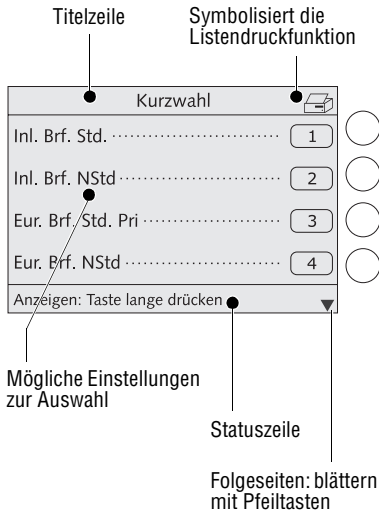 Titelzeile
Symbolisiert die
Listendruckfunktion
Kurzwahl
Inl. Brf. Std. 1
Inl. Brf. NStd 2
Eur. Brf. Std. Pri 3
Eur. Brf. NStd 4
Anzeigen: Taste lange drücken
Mögliche Einstellungen
zur Auswahl
Statuszeile
Folgeseiten: blättern
mit Pfeiltasten